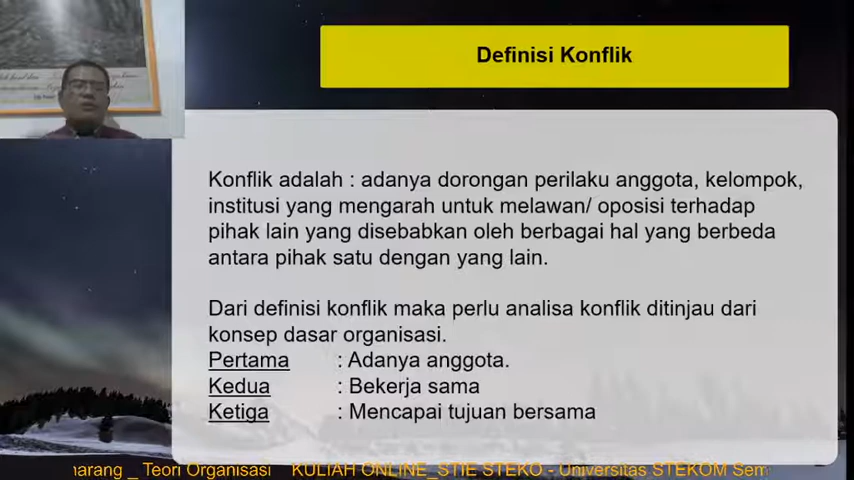 Definisi Konflik
Konflik adalah : adanya dorongan perilaku anggota, kelompok,
institusi yang mengarah untuk melawan/ oposisi terhadap
pihak lain yang disebabkan oleh berbagai hal yang berbeda
antara pihak satu dengan yang lain.
Dari definisi konflik maka perlu analisa konflik ditinjau dari
konsep dasar organisasi.
Pertama : Adanya anggota.
Kedua : Bekerja sama
Ketiga : Mencapai tujuan bersama
arang _ Teori Organisasi KULIAH ONLINE_STIE STEKO - Universitas STEKOM Sem